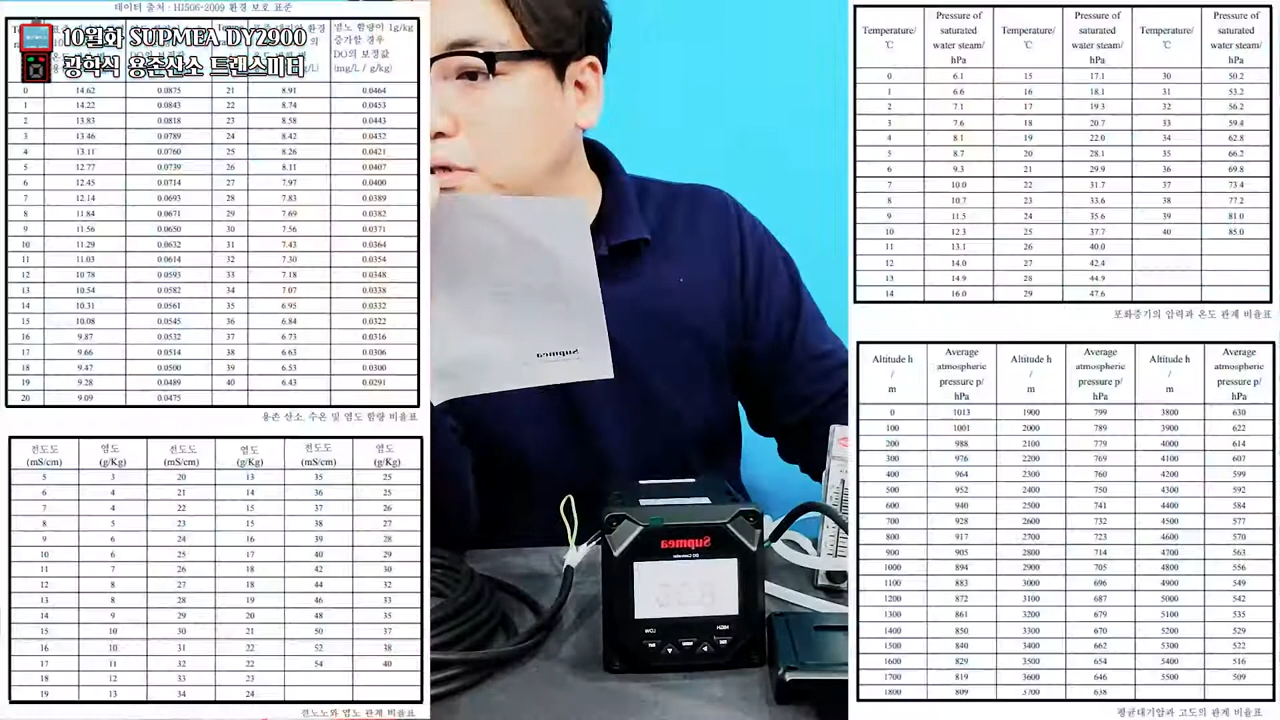 데이터 출처 : HJ506-2009 환경 보호 표준
10월화 SUPMEA DY2900
광학식 용존산소 트랜스미터
염도 함량이 1g/kg
증가할 경우
DO의 보정값
(mg/L / g/kg)
0 14.62 0.0875 21 8.91 0.0464
1 14.22 0.0843 22 8.74 0.0453
2 13.83 0.0818 23 8.58 0.0443
3 13.46 0.0789 24 8.42 0.0432
4 13.11 0.0760 25 8.26 0.0421
5 12.77 0.0739 26 8.11 0.0407
6 12.45 0.0714 27 7.97 0.0400
7 12.14 0.0693 28 7.83 0.0389
8 11.84 0.0671 29 7.69 0.0382
9 11.56 0.0650 30 7.56 0.0371
10 11.29 0.0632 31 7.43 0.0364
11 11.03 0.0614 32 7.30 0.0354
12 10.78 0.0593 33 7.18 0.0348
13 10.54 0.0582 34 7.07 0.0338
14 10.31 0.0561 35 6.95 0.0332
15 10.08 0.0545 36 6.84 0.0322
16 9.87 0.0532 37 6.73 0.0316
17 9.66 0.0514 38 6.63 0.0306
18 9.47 0.0500 39 6.53 0.0300
19 9.28 0.0489 40 6.43 0.0291
20 9.09 0.0475
용존 산소, 수온 및 염도 함량 비율표
전도도 (mS/cm) 염도 (g/Kg) 전도도 (mS/cm) 염도 (g/Kg) 전도도 (mS/cm) 염도 (g/Kg)
5 3 20 13 35 25
6 4 21 14 36 25
7 4 22 15 37 26
8 5 23 15 38 27
9 6 24 16 39 28
10 6 25 17 40 29
11 7 26 18 42 30
12 8 27 18 44 32
13 8 28 19 46 33
14 9 29 20 48 35
15 10 30 21 50 37
16 10 31 22 52 38
17 11 32 22 54 40
18 12 33 23
19 13 34 24
전도도와 염도 관계 비율표
Supmea
Supmea
DO Controller
LOW HIGH
Temperature/ ℃ Pressure of saturated water steam/ hPa Temperature/ ℃ Pressure of saturated water steam/ hPa Temperature/ ℃ Pressure of saturated water steam/ hPa
0 6.1 15 17.1 30 50.2
1 6.6 16 18.1 31 53.2
2 7.1 17 19.3 32 56.2
3 7.6 18 20.7 33 59.4
4 8.1 19 22.0 34 62.8
5 8.7 20 28.1 35 66.2
6 9.3 21 29.9 36 69.8
7 10.0 22 31.7 37 73.4
8 10.7 23 33.6 38 77.2
9 11.5 24 35.6 39 81.0
10 12.3 25 37.7 40 85.0
11 13.1 26 40.0
12 14.0 27 42.4
13 14.9 28 44.9
14 16.0 29 47.6
포화증기의 압력과 온도 관계 비율표
Altitude h / m Average atmospheric pressure p/ hPa Altitude h / m Average atmospheric pressure p/ hPa Altitude h / m Average atmospheric pressure p/ hPa
0 1013 1900 799 3800 630
100 1001 2000 789 3900 622
200 988 2100 779 4000 614
300 976 2200 769 4100 607
400 964 2300 760 4200 599
500 952 2400 750 4300 592
600 940 2500 741 4400 584
700 928 2600 732 4500 577
800 917 2700 723 4600 570
900 905 2800 714 4700 563
1000 894 2900 705 4800 556
1100 883 3000 696 4900 549
1200 872 3100 687 5000 542
1300 861 3200 679 5100 535
1400 850 3300 670 5200 529
1500 840 3400 662 5300 522
1600 829 3500 654 5400 516
1700 819 3600 646 5500 509
1800 809 3700 638
평균대기압과 고도의 관계 비율표